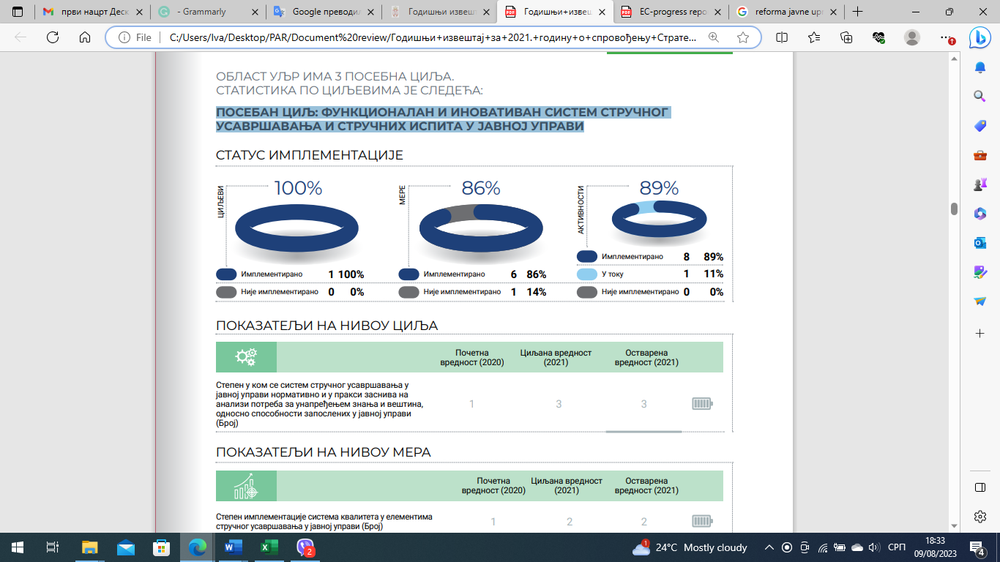 први нацрт Деск
- Grammarly
Google преводил
Годишњи извешт
Годишњи+извец
EC-progress repo
reforma javne upr
File
C:/Users/Iva/Desktop/PAR/Document%20review/Годишњи+извештај+за+2021.+годину+о+спровођењу+Страте...
ОБЛАСТ УЉР ИМА 3 ПОСЕБНА ЦИЉА.
СТАТИСТИКА ПО ЦИЉЕВИМА ЈЕ СЛЕДЕЋА:
ПОСЕБАН ЦИЉ: ФУНКЦИОНАЛАН И ИНОВАТИВАН СИСТЕМ СТРУЧНОГ
УСАВРШАВАЊА И СТРУЧНИХ ИСПИТА У ЈАВНОЈ УПРАВИ
СТАТУС ИМПЛЕМЕНТАЦИЈЕ
ЦИЉЕВИ
100%
Имплементирано 1 100%
Није имплементирано 0 0%
МЕРЕ
86%
Имплементирано 6 86%
Није имплементирано 1 14%
АКТИВНОСТИ
89%
Имплементирано 8 89%
У току 1 11%
Није имплементирано 0 0%
ПОКАЗАТЕЉИ НА НИВОУ ЦИЉА
Почетна
вредност (2020)
Циљана вредност
(2021)
Остварена
вредност (2021)
Степен у ком се систем стручног усавршавања у
јавној управи нормативно и у пракси заснива на
анализи потреба за унапређењем знања и вештина,
односно способности запослених у јавној управи
(Број)
1 3 3
ПОКАЗАТЕЉИ НА НИВОУ МЕРА
Почетна
вредност (2020)
Циљана вредност
(2021)
Остварена
вредност (2021)
Степен имплементације система квалитета у елементима
стручног усавршавања у јавној управи (Број)
1 2 2
24°C Mostly cloudy
СРП
18:33
09/08/2023
1
2
4